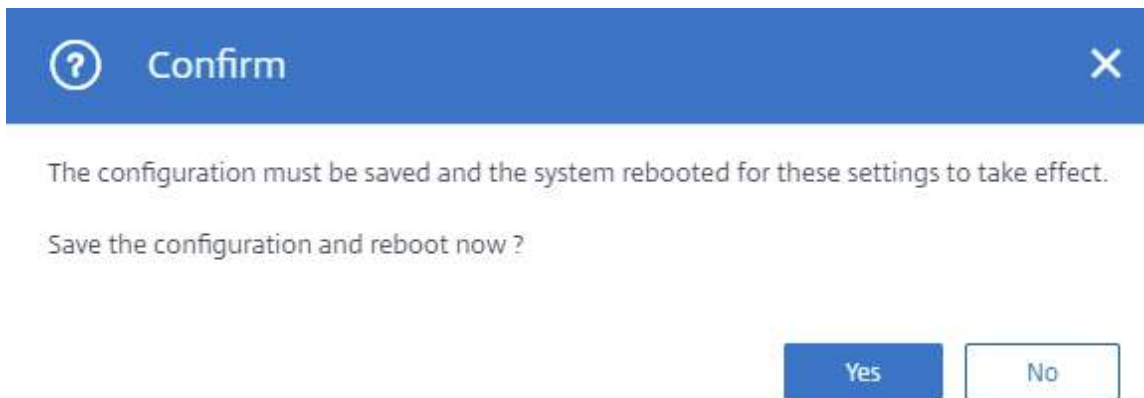 Confirm
The configuration must be saved and the system rebooted for these settings to take effect.
Save the configuration and reboot now ?
Yes No